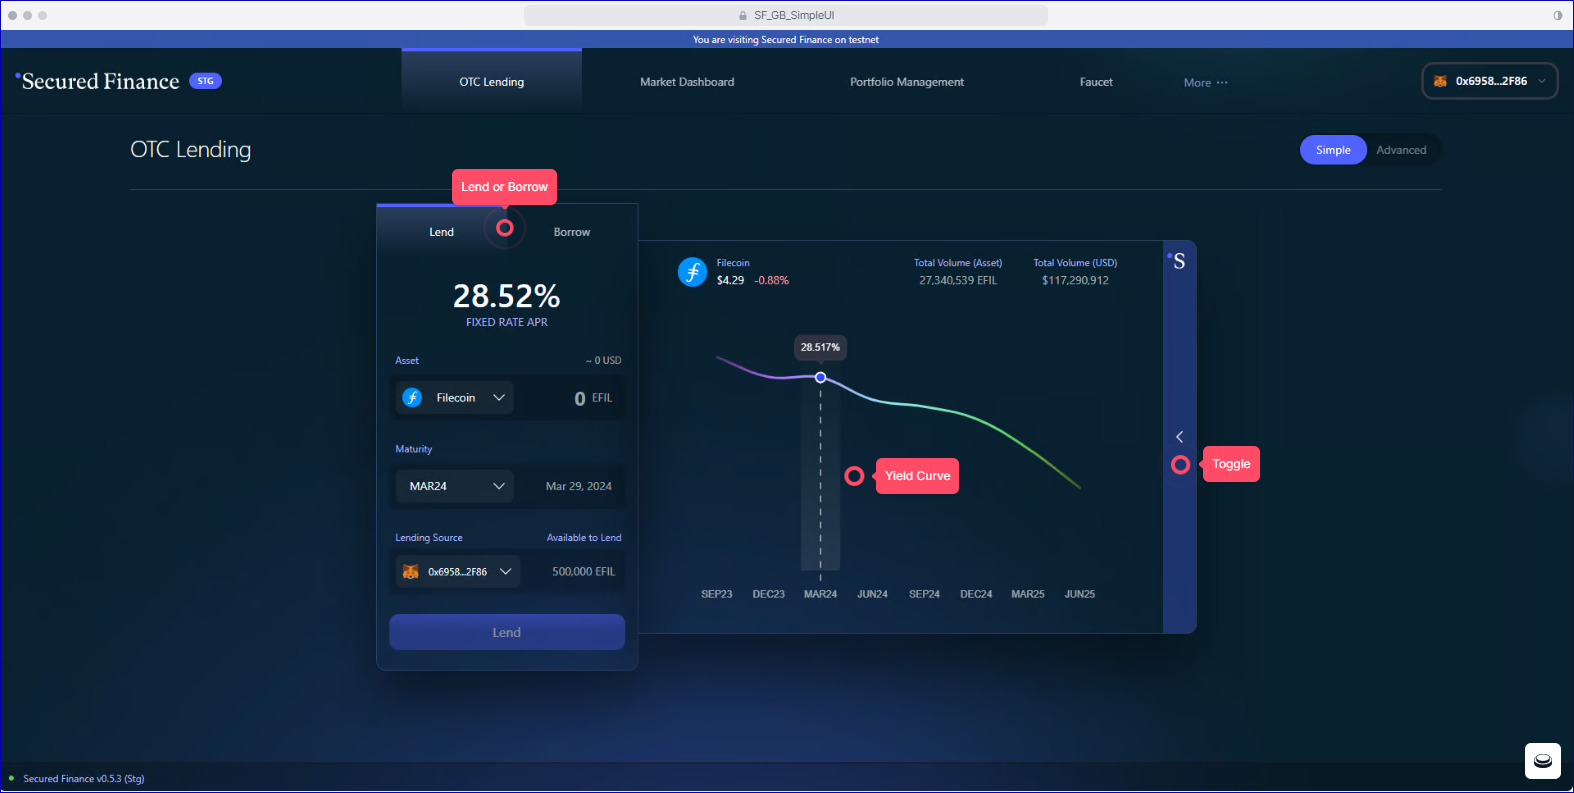 SF_GB_SimpleUI
You are visiting Secured Finance on testnet
Secured Finance STG
OTC Lending
Market Dashboard
Portfolio Management
Faucet
More ···
0x6958...2F86
OTC Lending
Simple
Advanced
Lend or Borrow
Lend
Borrow
28.52%
FIXED RATE APR
Asset
~ 0 USD
Filecoin
0 EFIL
Maturity
MAR24
Mar 29, 2024
Lending Source
Available to Lend
0x6958...2F86
500,000 EFIL
Lend
Filecoin
$4.29 -0.88%
Total Volume (Asset)
27,340,539 EFIL
Total Volume (USD)
$117,290,912
S
28.517%
Yield Curve
Toggle
SEP23 DEC23 MAR24 JUN24 SEP24 DEC24 MAR25 JUN25
Secured Finance v0.5.3 (Stg)